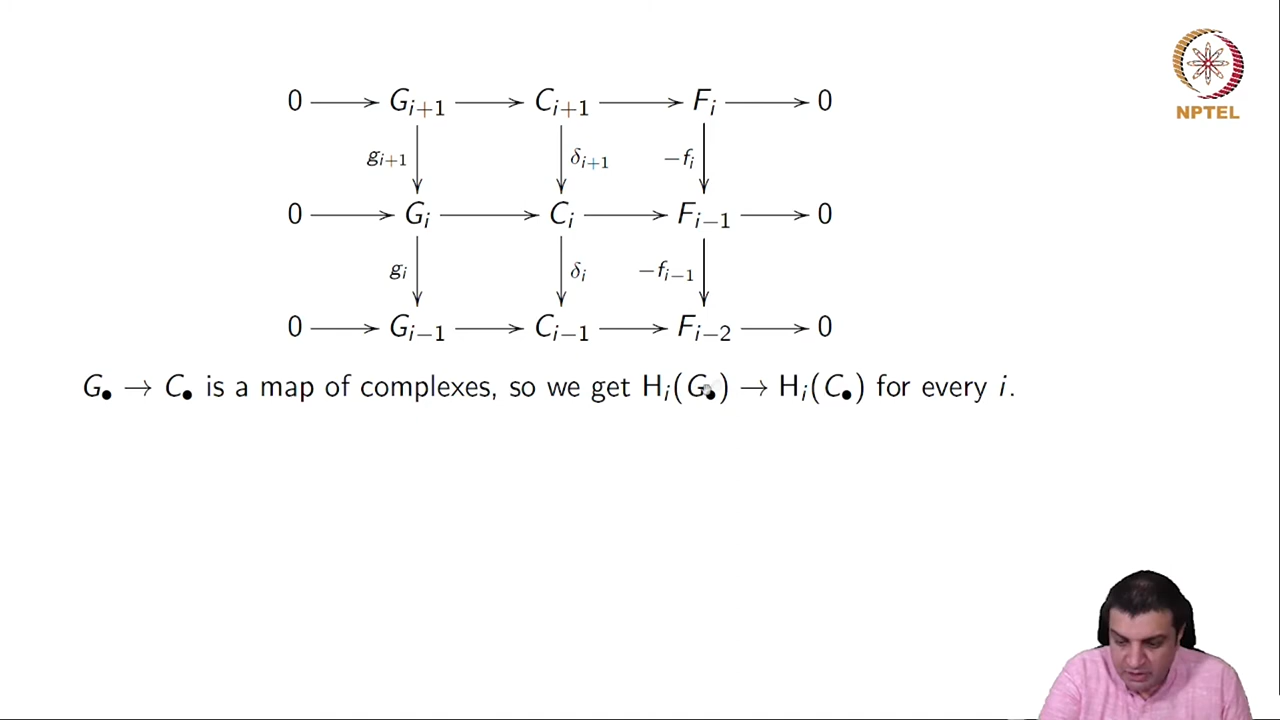 NPTEL
0 → G_{i+1} → C_{i+1} → F_i → 0
g_{i+1} δ_{i+1} −f_i
0 → G_i → C_i → F_{i−1} → 0
g_i δ_i −f_{i−1}
0 → G_{i−1} → C_{i−1} → F_{i−2} → 0
G_• → C_• is a map of complexes, so we get H_i(G_•) → H_i(C_•) for every i.